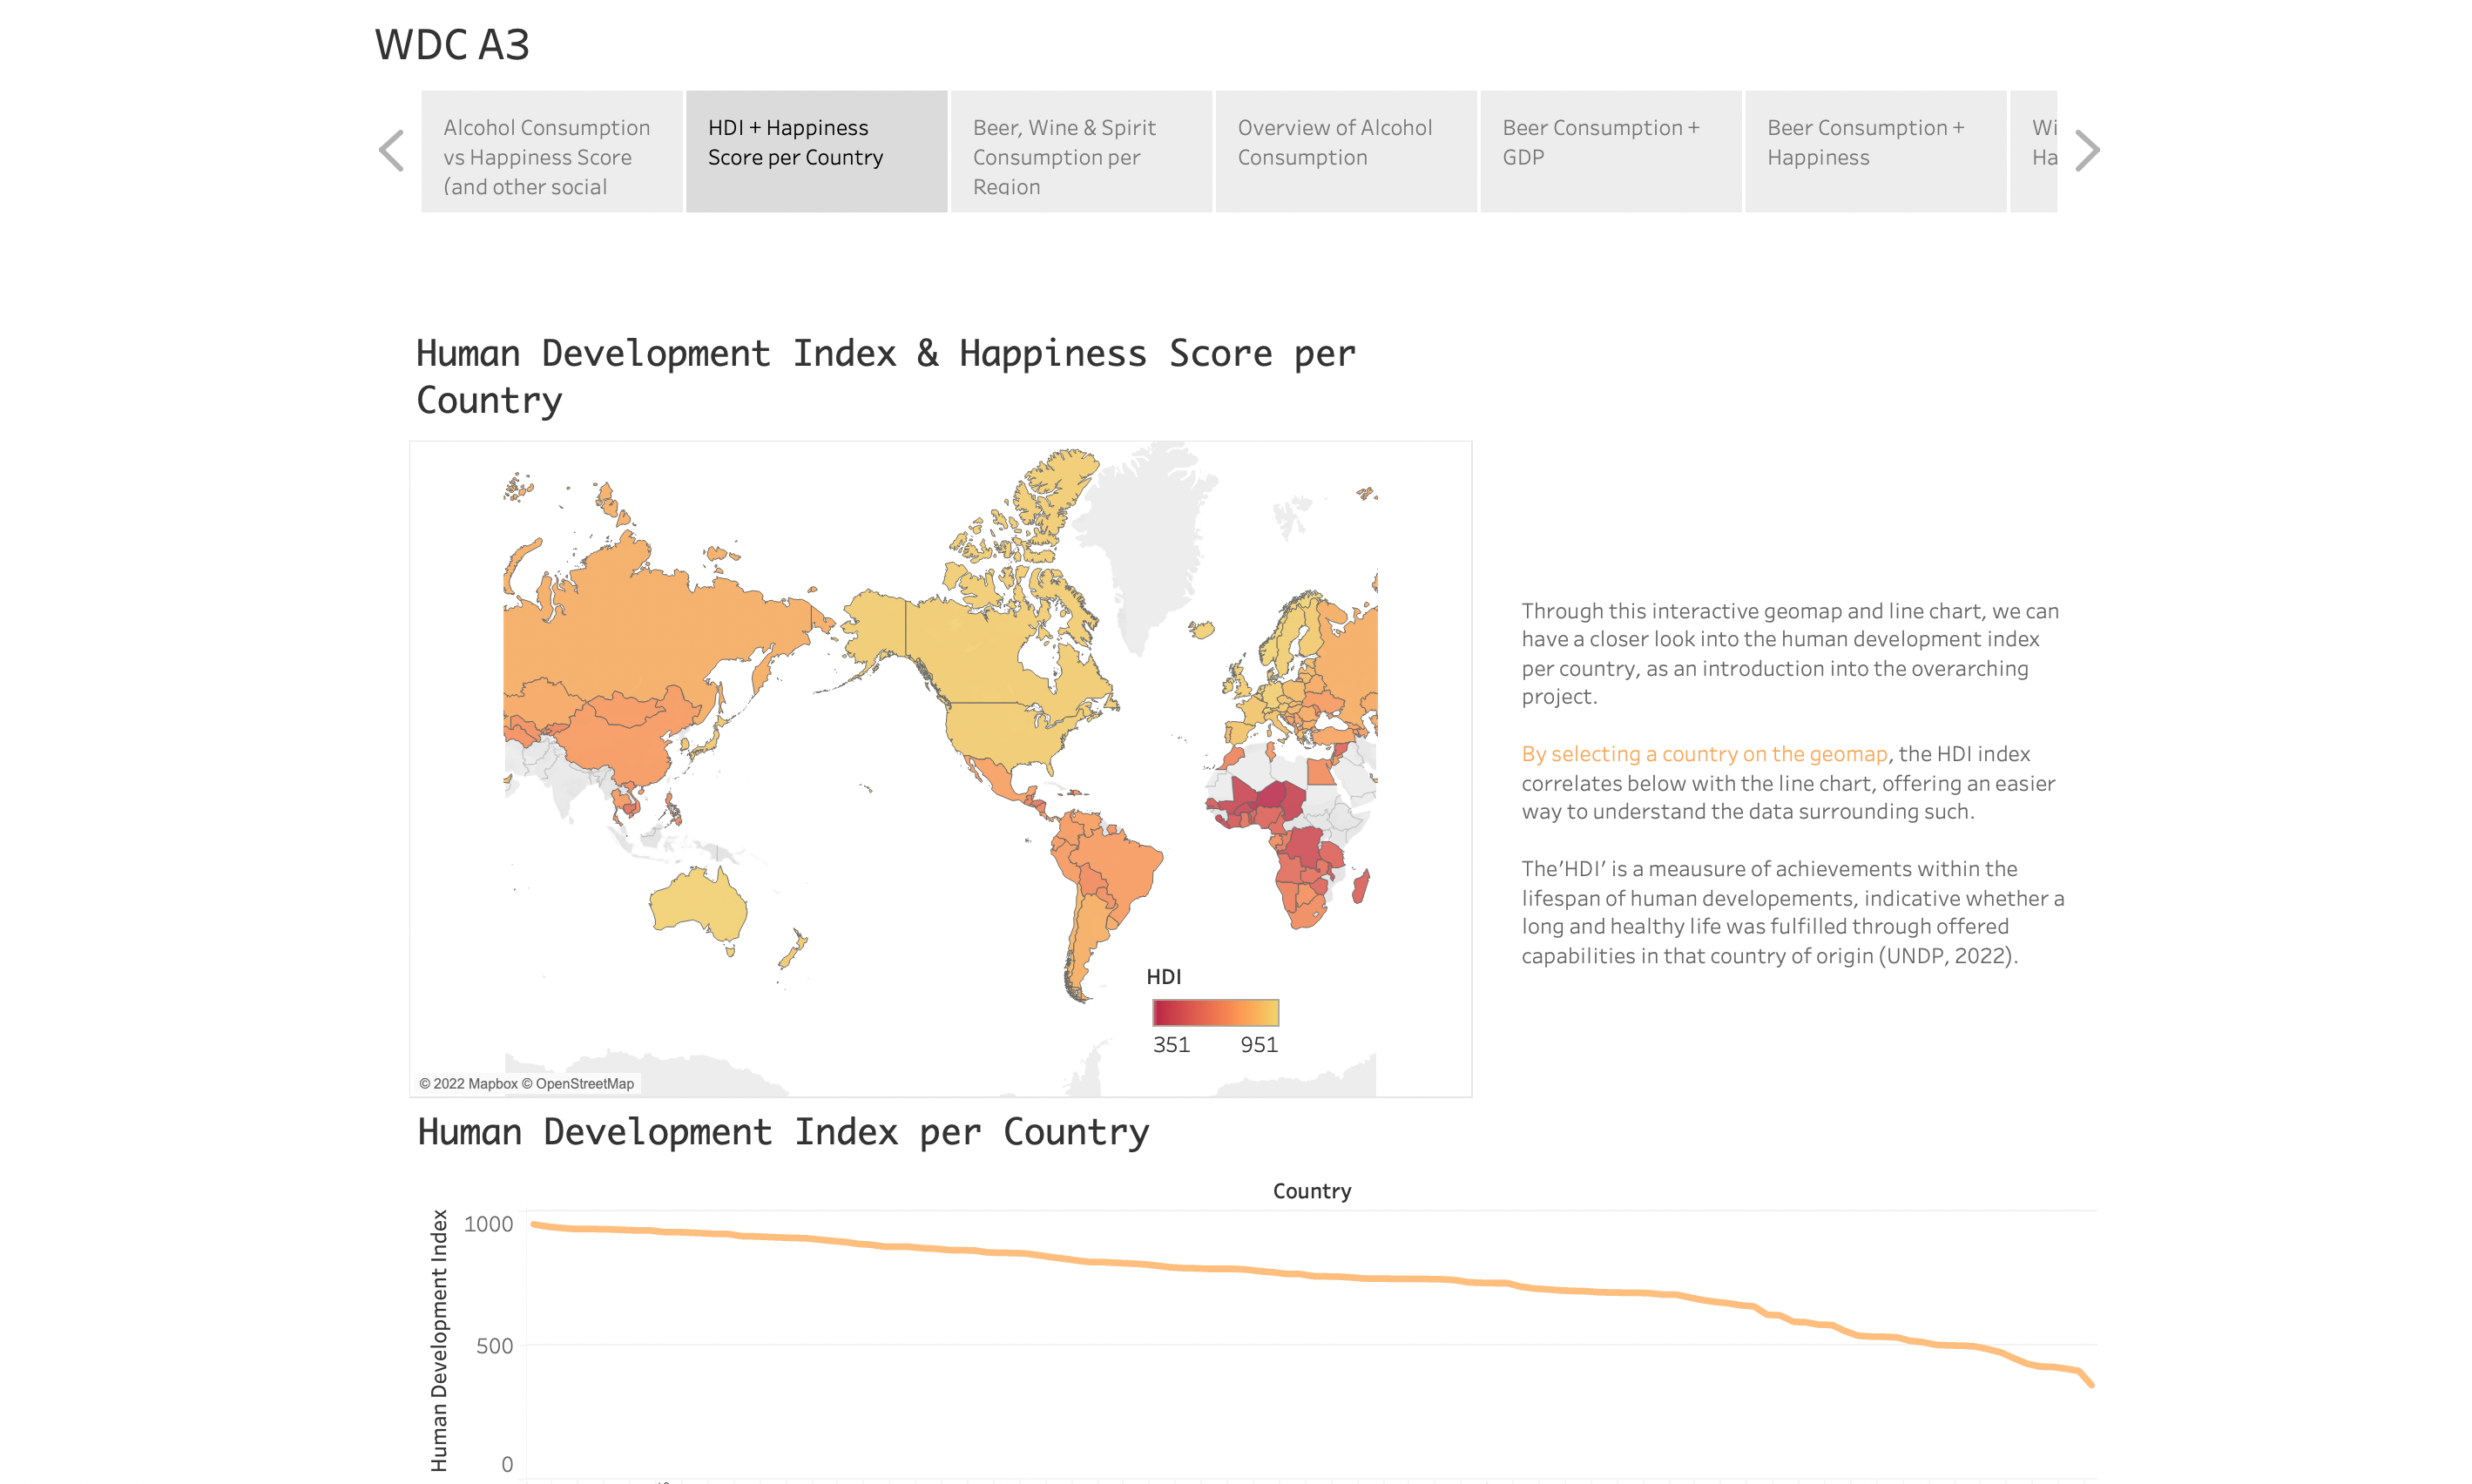 WDC A3
Alcohol Consumption
vs Happiness Score
(and other social
HDI + Happiness
Score per Country
Beer, Wine & Spirit
Consumption per
Region
Overview of Alcohol
Consumption
Beer Consumption +
GDP
Beer Consumption +
Happiness
Wi
Ha
Human Development Index & Happiness Score per
Country
HDI
351 951
© 2022 Mapbox © OpenStreetMap
Through this interactive geomap and line chart, we can
have a closer look into the human development index
per country, as an introduction into the overarching
project.
By selecting a country on the geomap, the HDI index
correlates below with the line chart, offering an easier
way to understand the data surrounding such.
The'HDI' is a meausure of achievements within the
lifespan of human developements, indicative whether a
long and healthy life was fulfilled through offered
capabilities in that country of origin (UNDP, 2022).
Human Development Index per Country
Country
Human Development Index
1000
500
0